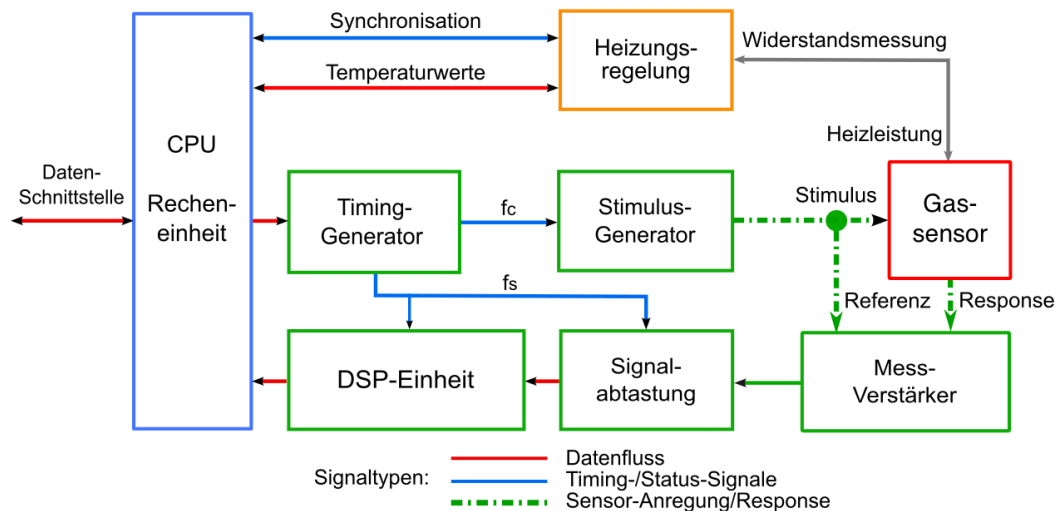 Synchronisation
Temperaturwerte
Heizungs-
regelung
Widerstandsmessung
Heizleistung
CPU
Rechen-
einheit
Daten-
Schnittstelle
Timing-
Generator
fc
Stimulus-
Generator
Stimulus
Gas-
sensor
fs
Referenz
Response
DSP-Einheit
Signal-
abtastung
Mess-
Verstärker
Signaltypen:
Datenfluss
Timing-/Status-Signale
Sensor-Anregung/Response